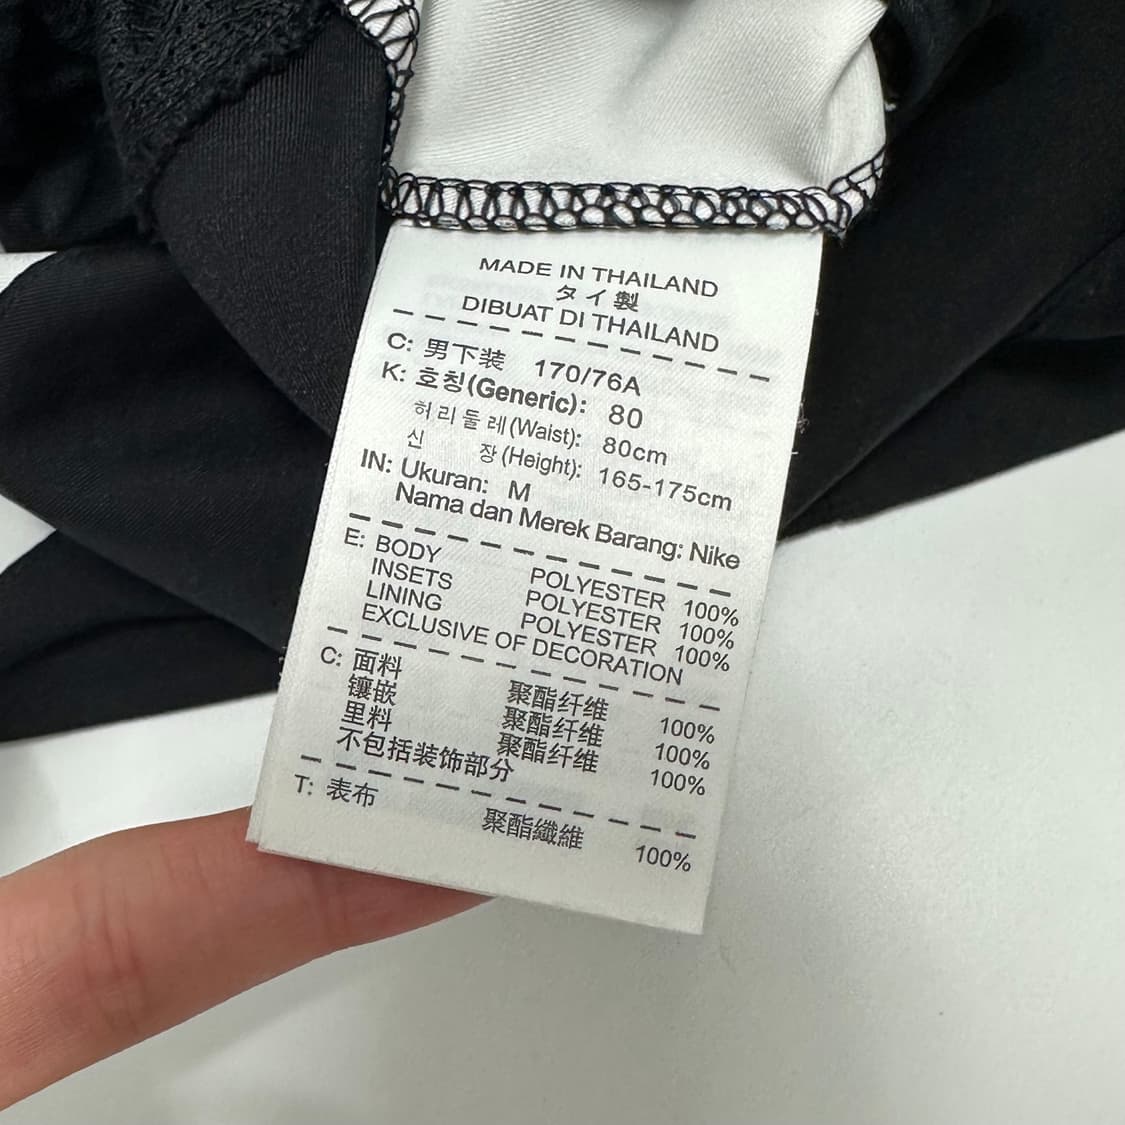 MADE IN THAILAND
タイ製
DIBUAT DI THAILAND
C: 男下装 170/76A
K: 호칭(Generic): 80
허리둘레(Waist): 80cm
신 장(Height): 165-175cm
IN: Ukuran: M
Nama dan Merek Barang: Nike
E: BODY POLYESTER 100%
INSETS POLYESTER 100%
LINING POLYESTER 100%
EXCLUSIVE OF DECORATION
C: 面料 聚酯纤维 100%
镶嵌 聚酯纤维 100%
里料 聚酯纤维 100%
不包括装饰部分
T: 表布 聚酯纖維 100%